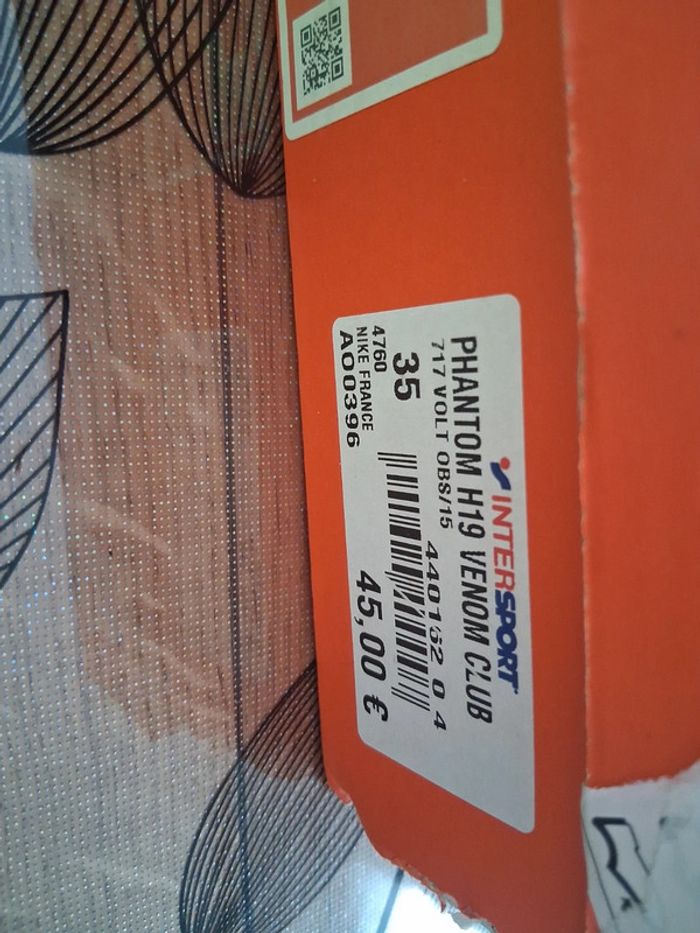 INTERSPORT
PHANTOM H19 VENOM CLUB
717 VOLT OBS/15
35
440152 0 4
4760
NIKE FRANCE
AO0396
45,00 €